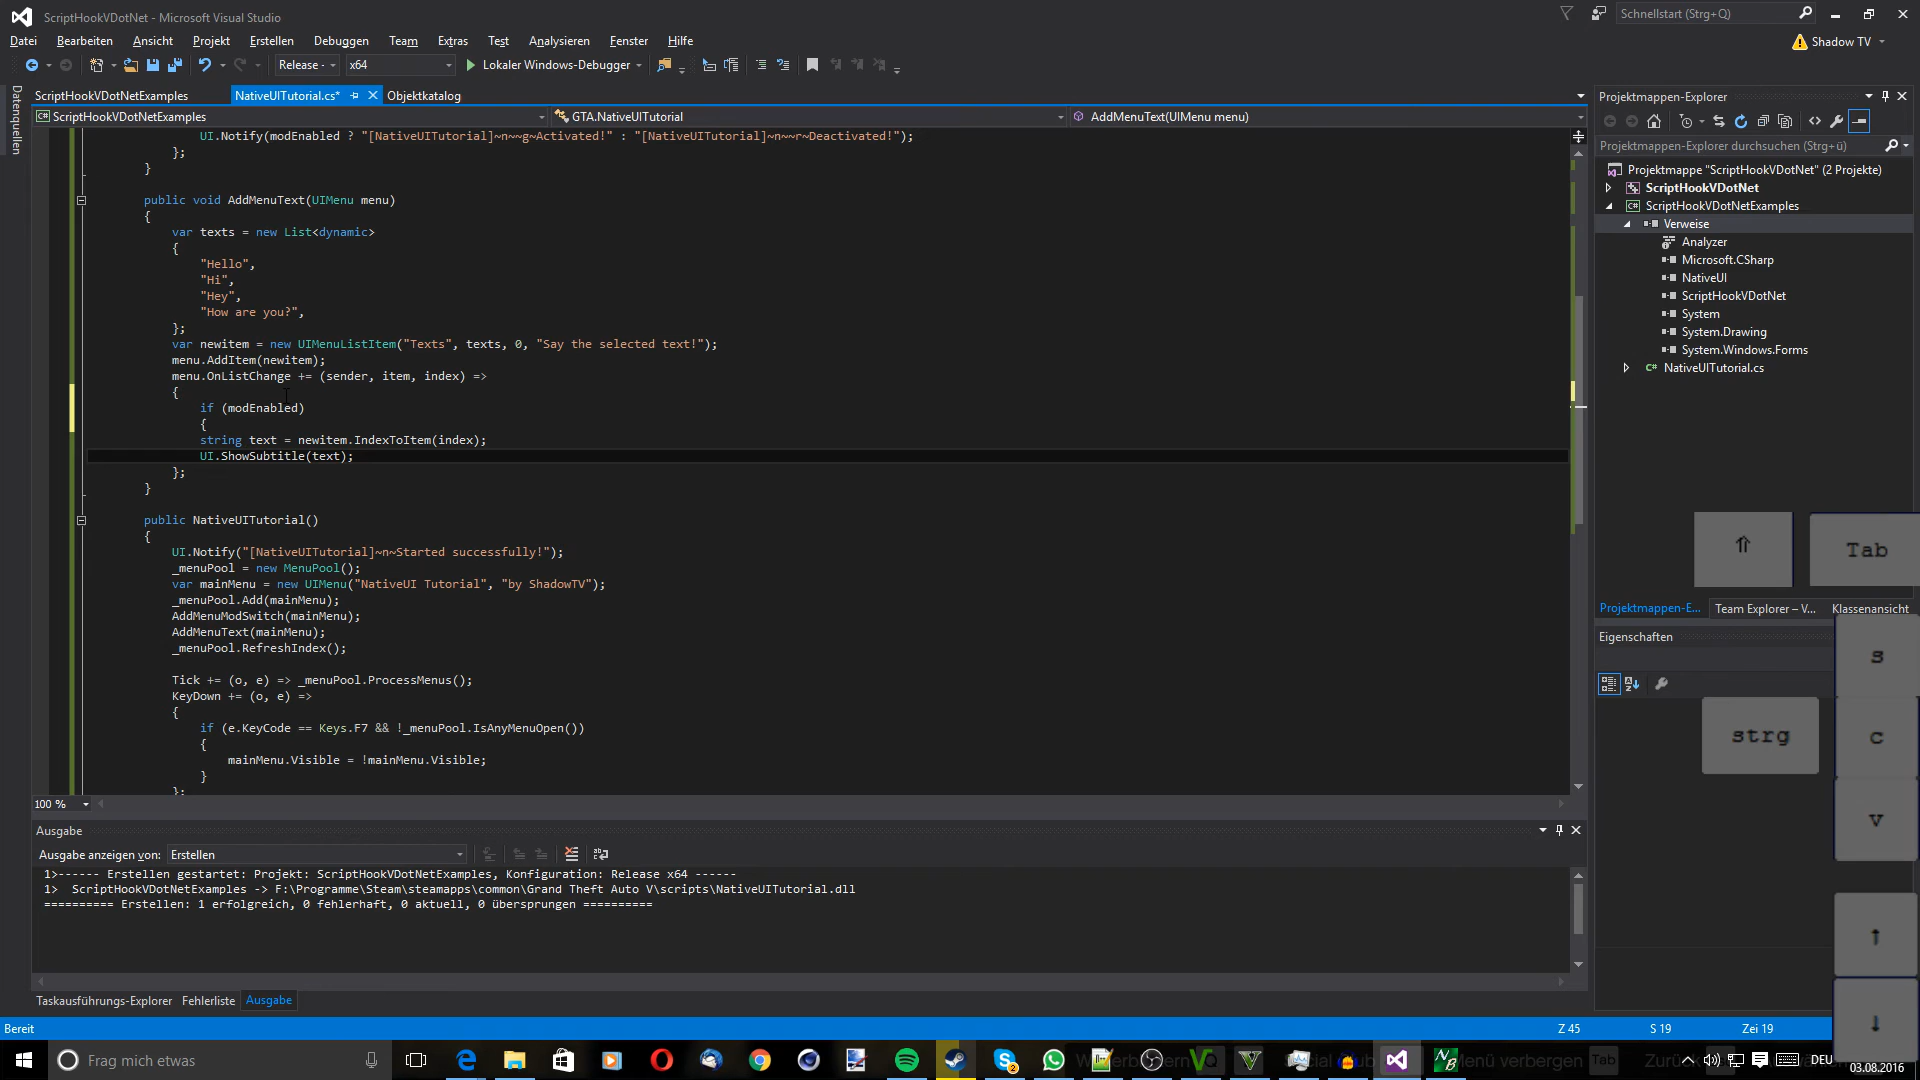 ScriptHookVDotNet - Microsoft Visual Studio
Schnellstart (Strg+Q)
Datei Bearbeiten Ansicht Projekt Erstellen Debuggen Team Extras Test Analysieren Fenster Hilfe
Shadow TV
Release x64 Lokaler Windows-Debugger
Datenquellen
ScriptHookVDotNetExamples NativeUITutorial.cs* Objektkatalog
ScriptHookVDotNetExamples GTA.NativeUITutorial AddMenuText(UIMenu menu)
UI.Notify(modEnabled ? "[NativeUITutorial]~n~~g~Activated!" : "[NativeUITutorial]~n~~r~Deactivated!");
};
}
public void AddMenuText(UIMenu menu)
{
var texts = new List<dynamic>
{
"Hello",
"Hi",
"Hey",
"How are you?",
};
var newitem = new UIMenuListItem("Texts", texts, 0, "Say the selected text!");
menu.AddItem(newitem);
menu.OnListChange += (sender, item, index) =>
{
if (modEnabled)
{
string text = newitem.IndexToItem(index);
UI.ShowSubtitle(text);
};
}
public NativeUITutorial()
{
UI.Notify("[NativeUITutorial]~n~Started successfully!");
_menuPool = new MenuPool();
var mainMenu = new UIMenu("NativeUI Tutorial", "by ShadowTV");
_menuPool.Add(mainMenu);
AddMenuModSwitch(mainMenu);
AddMenuText(mainMenu);
_menuPool.RefreshIndex();
Tick += (o, e) => _menuPool.ProcessMenus();
KeyDown += (o, e) =>
{
if (e.KeyCode == Keys.F7 && !_menuPool.IsAnyMenuOpen())
{
mainMenu.Visible = !mainMenu.Visible;
}
};
100 %
Projektmappen-Explorer
Projektmappen-Explorer durchsuchen (Strg+ü)
Projektmappe "ScriptHookVDotNet" (2 Projekte)
ScriptHookVDotNet
ScriptHookVDotNetExamples
Verweise
Analyzer
Microsoft.CSharp
NativeUI
ScriptHookVDotNet
System
System.Drawing
System.Windows.Forms
NativeUITutorial.cs
⇑ Tab
Projektmappen-E... Team Explorer – V... Klassenansicht
Eigenschaften
s
strg c
v
↑
↓
Ausgabe
Ausgabe anzeigen von: Erstellen
1>------ Erstellen gestartet: Projekt: ScriptHookVDotNetExamples, Konfiguration: Release x64 ------
1> ScriptHookVDotNetExamples -> F:\Programme\Steam\steamapps\common\Grand Theft Auto V\scripts\NativeUITutorial.dll
========== Erstellen: 1 erfolgreich, 0 fehlerhaft, 0 aktuell, 0 übersprungen ==========
Taskausführungs-Explorer Fehlerliste Ausgabe
Bereit Z 45 S 19 Zei 19
Frag mich etwas
Menü verbergen Tab
DEU
03.08.2016